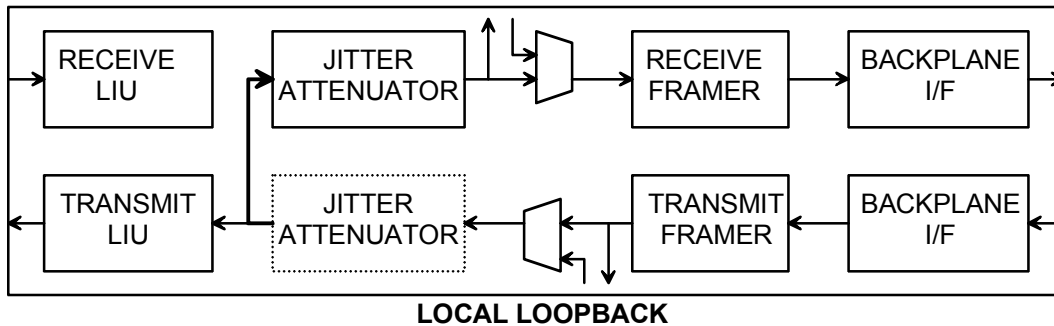 RECEIVE
LIU
JITTER
ATTENUATOR
RECEIVE
FRAMER
BACKPLANE
I/F
TRANSMIT
LIU
JITTER
ATTENUATOR
TRANSMIT
FRAMER
BACKPLANE
I/F
LOCAL LOOPBACK